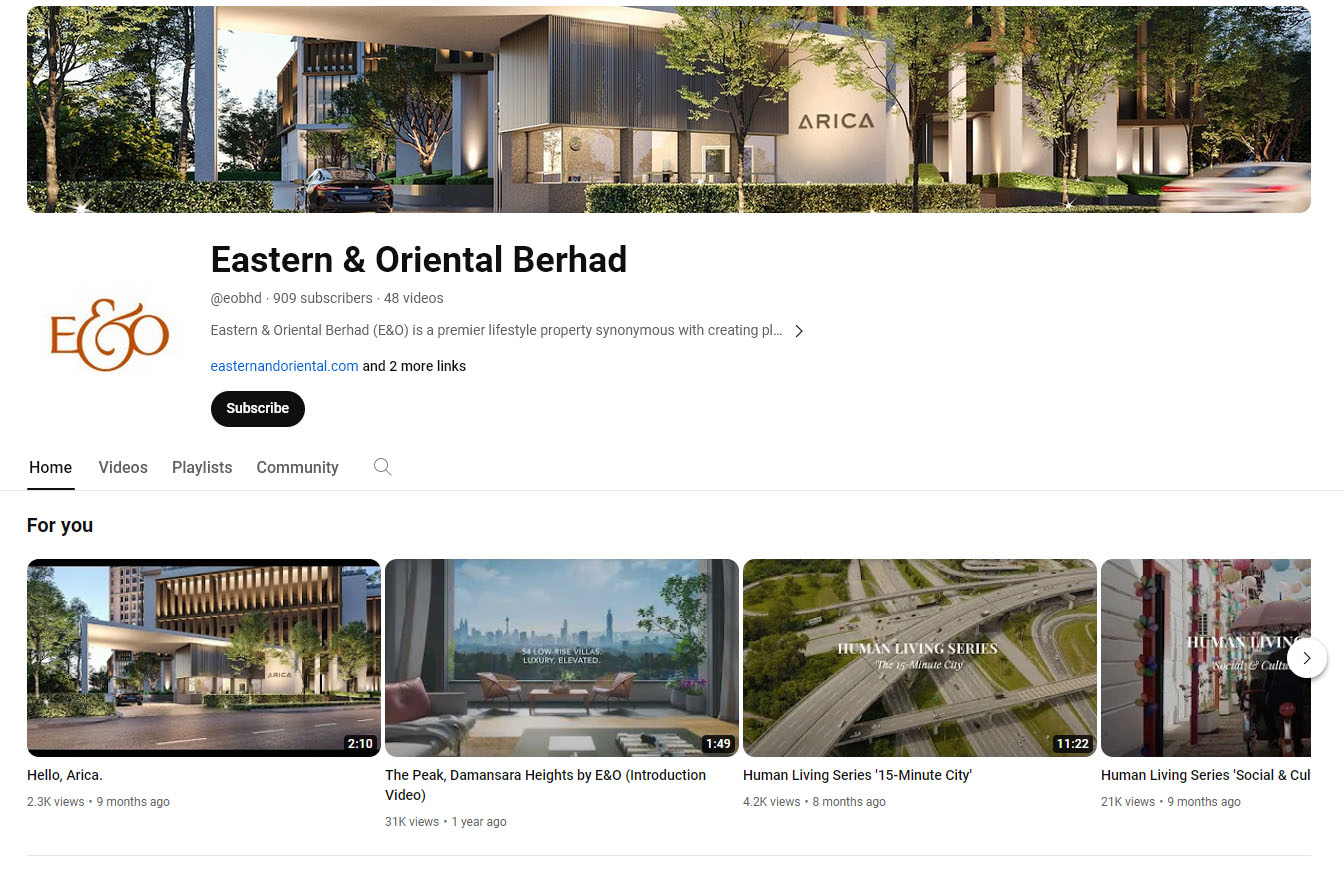 ARICA
Eastern & Oriental Berhad
@eobhd · 909 subscribers · 48 videos
E&O
Eastern & Oriental Berhad (E&O) is a premier lifestyle property synonymous with creating pl...
easternandoriental.com and 2 more links
Subscribe
Home Videos Playlists Community
For you
ARICA
2:10
54 LOW-RISE VILLAS.
LUXURY, ELEVATED.
1:49
HUMAN LIVING SERIES
'The 15-Minute City'
11:22
HUMAN LIVING
'Social & Cultu
Hello, Arica.
2.3K views • 9 months ago
The Peak, Damansara Heights by E&O (Introduction
Video)
31K views • 1 year ago
Human Living Series '15-Minute City'
4.2K views • 8 months ago
Human Living Series 'Social & Cul
21K views • 9 months ago